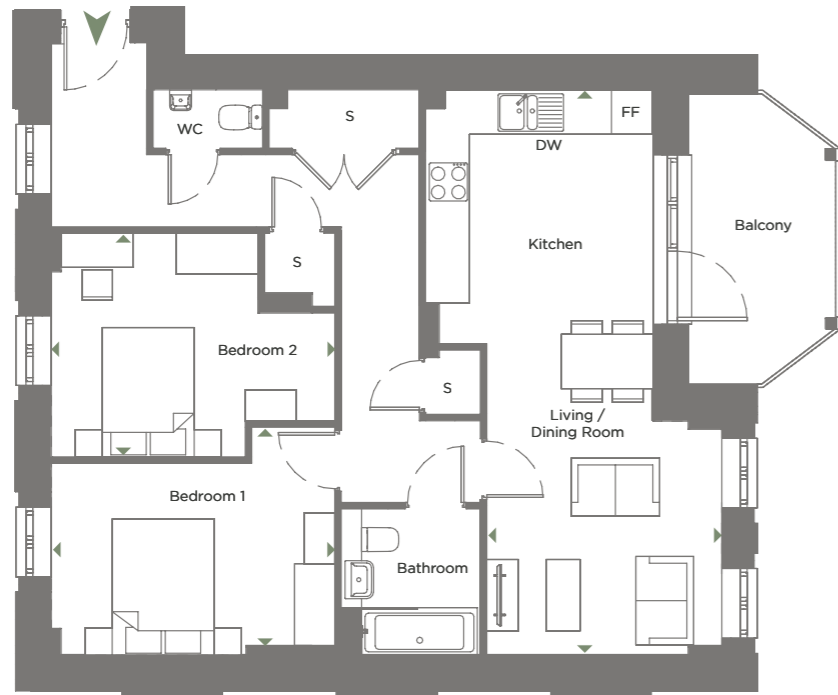 S
WC
FF
DW
Balcony
Kitchen
S
Bedroom 2
S
Living /
Dining Room
Bedroom 1
Bathroom